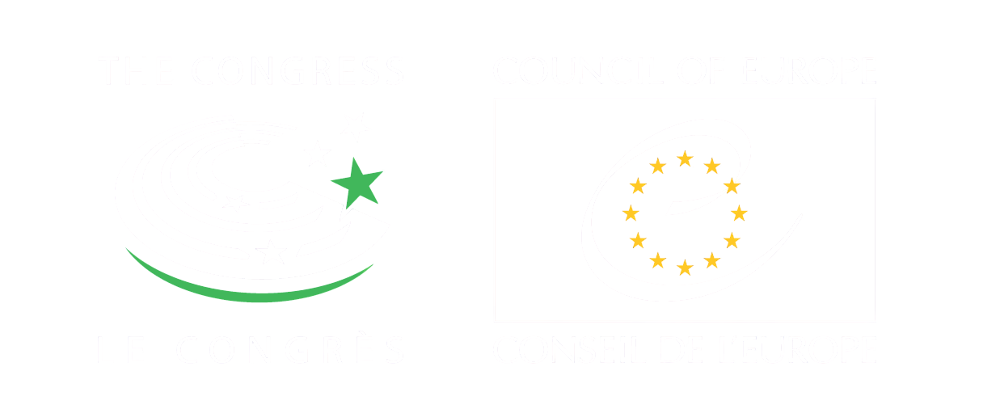 THE CONGRESS
COUNCIL OF EUROPE
LE CONGRÈS
CONSEIL DE L'EUROPE